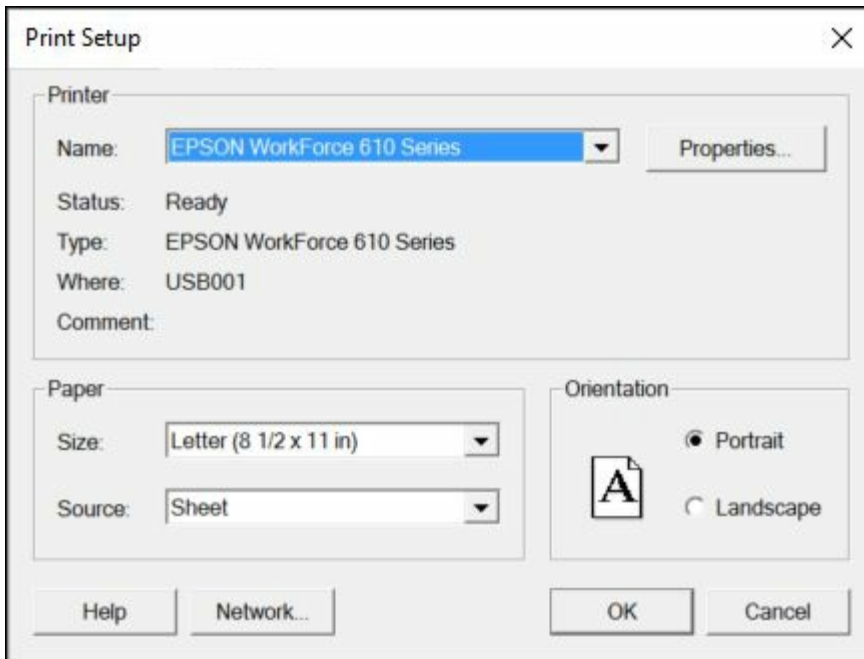 Print Setup
Printer
Name: EPSON WorkForce 610 Series Properties...
Status: Ready
Type: EPSON WorkForce 610 Series
Where: USB001
Comment:
Paper
Size: Letter (8 1/2 x 11 in)
Source: Sheet
Orientation
A
Portrait
Landscape
Help Network... OK Cancel